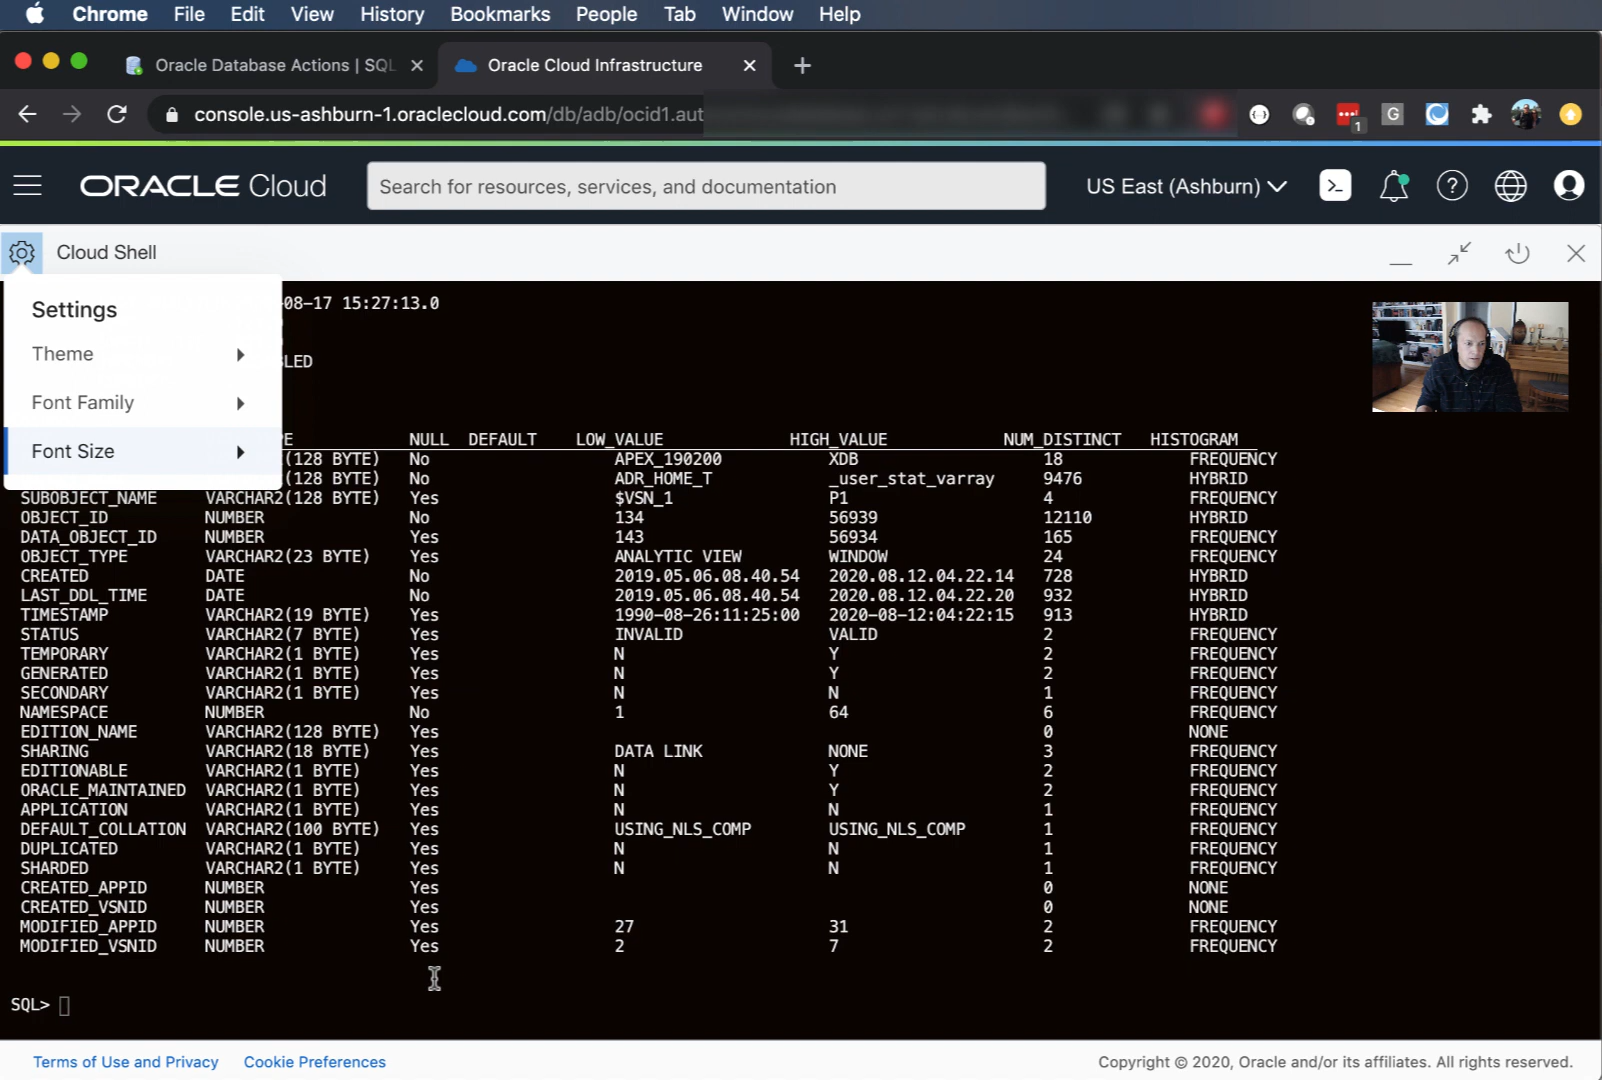 Chrome File Edit View History Bookmarks People Tab Window Help
Oracle Database Actions | SQL Oracle Cloud Infrastructure
console.us-ashburn-1.oraclecloud.com/db/adb/ocid1.aut
1
G
ORACLE Cloud Search for resources, services, and documentation US East (Ashburn)
Cloud Shell
Settings
Theme
Font Family
Font Size
08-17 15:27:13.0
LED
E NULL DEFAULT LOW_VALUE HIGH_VALUE NUM_DISTINCT HISTOGRAM
(128 BYTE) No APEX_190200 XDB 18 FREQUENCY
(128 BYTE) No ADR_HOME_T _user_stat_varray 9476 HYBRID
SUBOBJECT_NAME VARCHAR2(128 BYTE) Yes $VSN_1 P1 4 FREQUENCY
OBJECT_ID NUMBER No 134 56939 12110 HYBRID
DATA_OBJECT_ID NUMBER Yes 143 56934 165 FREQUENCY
OBJECT_TYPE VARCHAR2(23 BYTE) Yes ANALYTIC VIEW WINDOW 24 FREQUENCY
CREATED DATE No 2019.05.06.08.40.54 2020.08.12.04.22.14 728 HYBRID
LAST_DDL_TIME DATE No 2019.05.06.08.40.54 2020.08.12.04.22.20 932 HYBRID
TIMESTAMP VARCHAR2(19 BYTE) Yes 1990-08-26:11:25:00 2020-08-12:04:22:15 913 HYBRID
STATUS VARCHAR2(7 BYTE) Yes INVALID VALID 2 FREQUENCY
TEMPORARY VARCHAR2(1 BYTE) Yes N Y 2 FREQUENCY
GENERATED VARCHAR2(1 BYTE) Yes N Y 2 FREQUENCY
SECONDARY VARCHAR2(1 BYTE) Yes N N 1 FREQUENCY
NAMESPACE NUMBER No 1 64 6 FREQUENCY
EDITION_NAME VARCHAR2(128 BYTE) Yes 0 NONE
SHARING VARCHAR2(18 BYTE) Yes DATA LINK NONE 3 FREQUENCY
EDITIONABLE VARCHAR2(1 BYTE) Yes N Y 2 FREQUENCY
ORACLE_MAINTAINED VARCHAR2(1 BYTE) Yes N Y 2 FREQUENCY
APPLICATION VARCHAR2(1 BYTE) Yes N N 1 FREQUENCY
DEFAULT_COLLATION VARCHAR2(100 BYTE) Yes USING_NLS_COMP USING_NLS_COMP 1 FREQUENCY
DUPLICATED VARCHAR2(1 BYTE) Yes N N 1 FREQUENCY
SHARDED VARCHAR2(1 BYTE) Yes N N 1 FREQUENCY
CREATED_APPID NUMBER Yes 0 NONE
CREATED_VSNID NUMBER Yes 0 NONE
MODIFIED_APPID NUMBER Yes 27 31 2 FREQUENCY
MODIFIED_VSNID NUMBER Yes 2 7 2 FREQUENCY
SQL>
Terms of Use and Privacy Cookie Preferences Copyright © 2020, Oracle and/or its affiliates. All rights reserved.